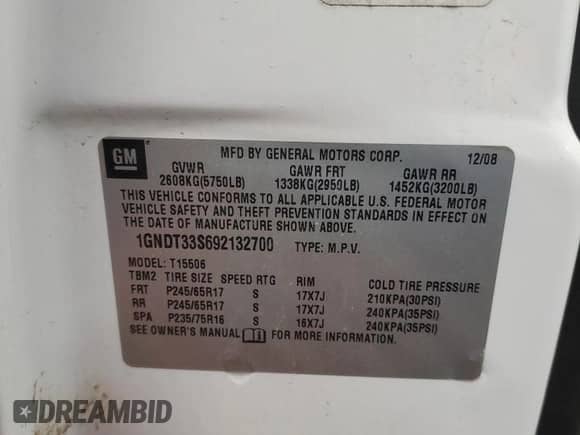 GM
MFD BY GENERAL MOTORS CORP. 12/08
GVWR GAWR FRT GAWR RR
2608KG(5750LB) 1338KG(2950LB) 1452KG(3200LB)
THIS VEHICLE CONFORMS TO ALL APPLICABLE U.S. FEDERAL MOTOR
VEHICLE SAFETY AND THEFT PREVENTION STANDARDS IN EFFECT ON
THE DATE OF MANUFACTURE SHOWN ABOVE.
1GNDT33S692132700 TYPE: M.P.V.
MODEL: T15506
TBM2 TIRE SIZE SPEED RTG RIM COLD TIRE PRESSURE
FRT P245/65R17 S 17X7J 210KPA(30PSI)
RR P245/65R17 S 17X7J 240KPA(35PSI)
SPA P235/75R16 S 16X7J 240KPA(35PSI)
SEE OWNER'S MANUAL FOR MORE INFORMATION.
DREAMBID